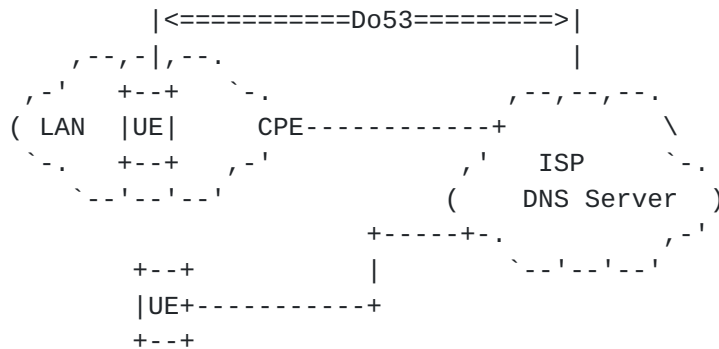 |<===========Do53=========>|
,--,-|,--. |
,-' +--+ `-. ,--,--,--.
( LAN |UE| CPE------------+ \
`-. +--+ ,-' ,' ISP `-.
`--'--'--' ( DNS Server )
+-----+-. ,-'
+--+ | `--'--'--'
|UE+-----------+
+--+